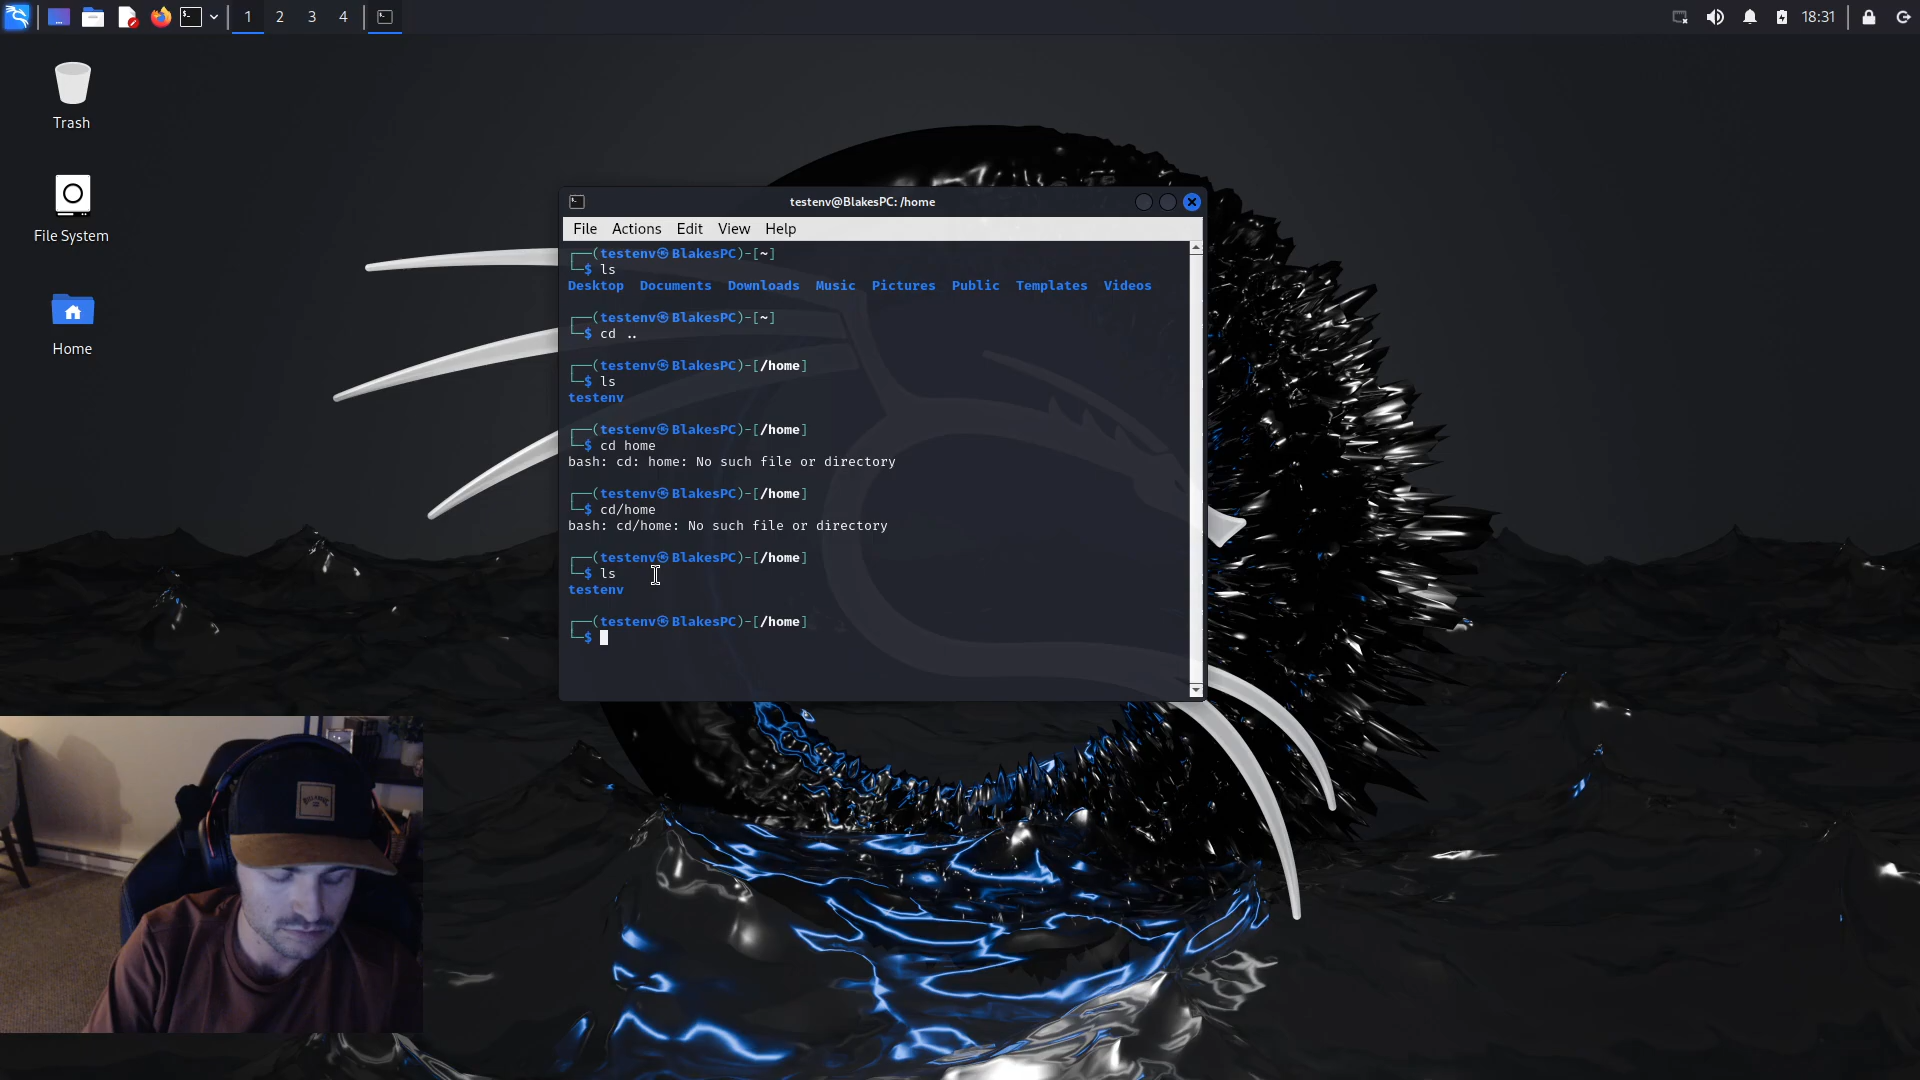 1 2 3 4 18:31
Trash
File System
Home
testenv@BlakesPC: /home
File Actions Edit View Help
┌──(testenv㉿BlakesPC)-[~]
└─$ ls
Desktop Documents Downloads Music Pictures Public Templates Videos
┌──(testenv㉿BlakesPC)-[~]
└─$ cd ..
┌──(testenv㉿BlakesPC)-[/home]
└─$ ls
testenv
┌──(testenv㉿BlakesPC)-[/home]
└─$ cd home
bash: cd: home: No such file or directory
┌──(testenv㉿BlakesPC)-[/home]
└─$ cd/home
bash: cd/home: No such file or directory
┌──(testenv㉿BlakesPC)-[/home]
└─$ ls
testenv
┌──(testenv㉿BlakesPC)-[/home]
└─$